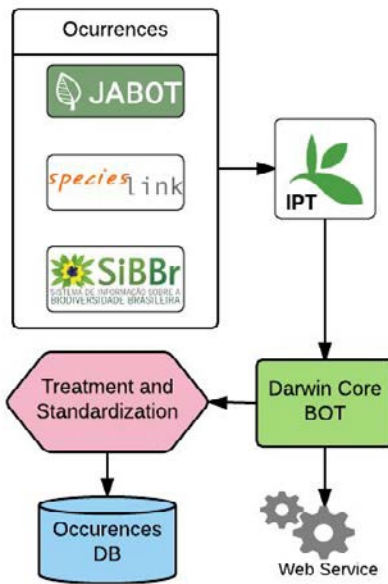 Ocurrences
JABOT
species link
SiBBr
SISTEMA DE INFORMAÇÃO SOBRE A
BIODIVERSIDADE BRASILEIRA
IPT
Treatment and
Standardization
Darwin Core
BOT
Occurences
DB
Web Service